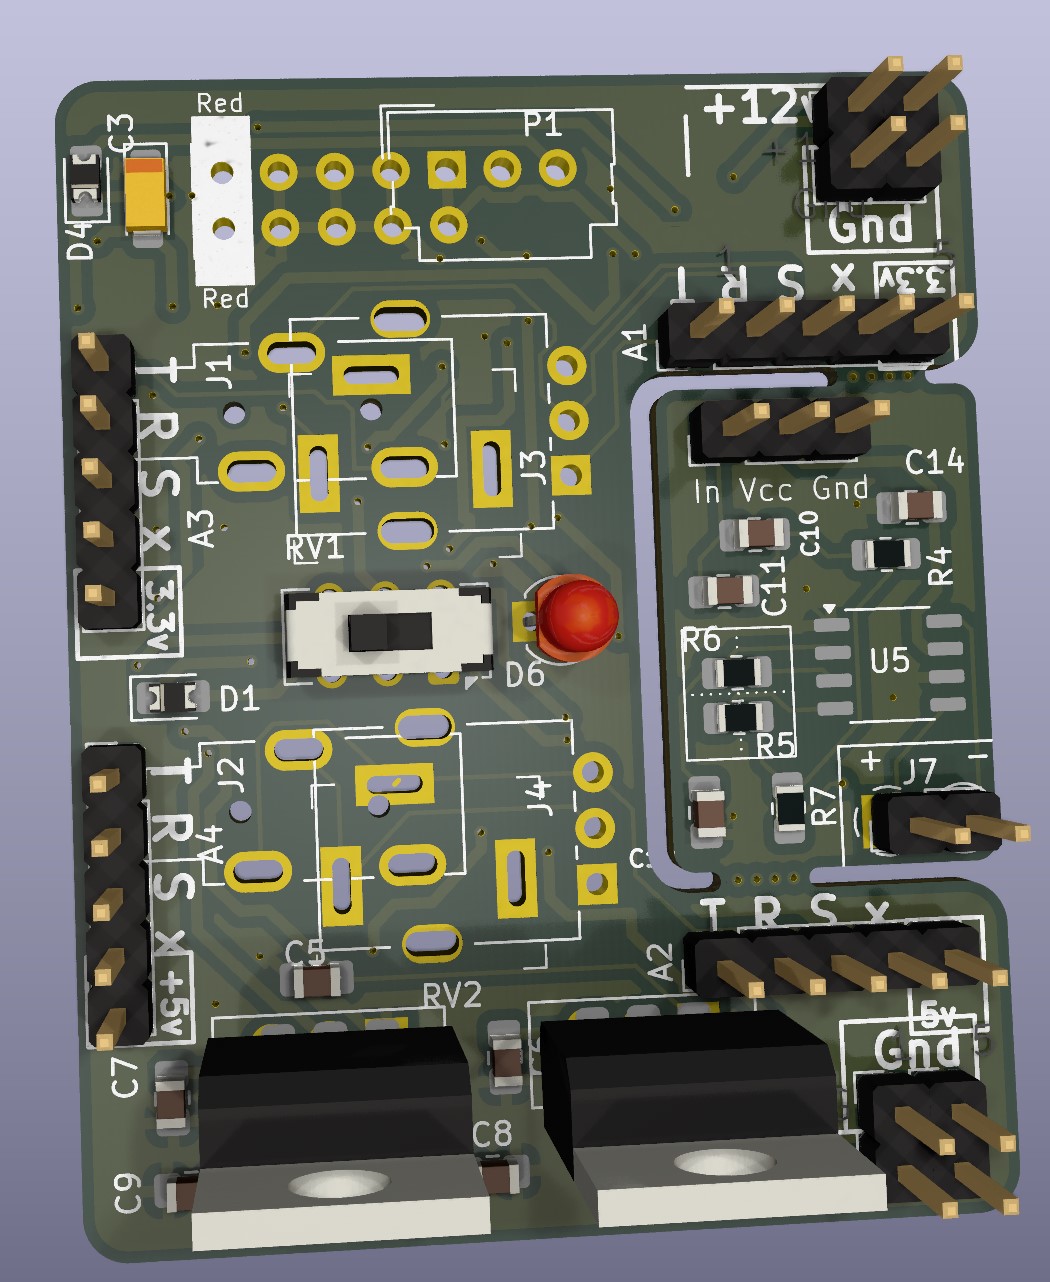 Red
C3
P1
+12v
D4
Gnd
Red
T R S x 3.3v
A1
J1
T
R
S
x
3.3v
A3
J3
RV1
In Vcc Gnd
C14
C10
R4
C11
R6
U5
R5
D6
D1
J2
T
R
S
x
+5v
A4
J4
+ J7 -
R7
T R S x
A2
5v
Gnd
C5
RV2
C7
C8
C9